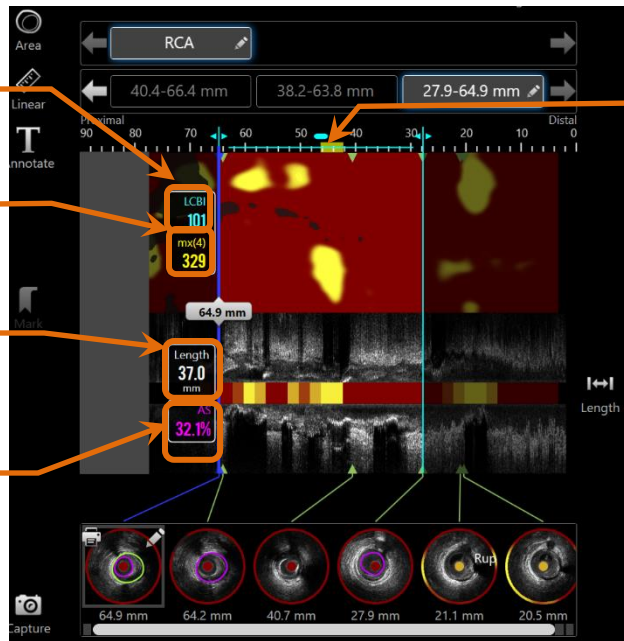 Area
RCA
Linear
40.4-66.4 mm
38.2-63.8 mm
27.9-64.9 mm
Proximal
Distal
90 80 70 60 50 40 30 20 10 0
Annotate
LCBI
101
mx(4)
329
Mark
64.9 mm
Length
37.0
mm
Length
AS
32.1%
Rup
64.9 mm
64.2 mm
40.7 mm
27.9 mm
21.1 mm
20.5 mm
Capture